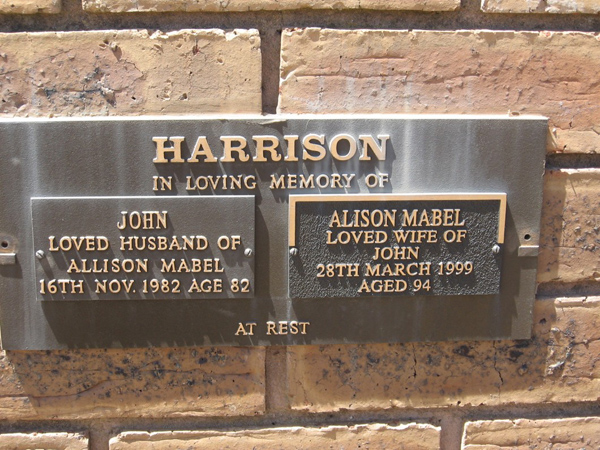 HARRISON
IN LOVING MEMORY OF
JOHN
LOVED HUSBAND OF
ALLISON MABEL
16TH NOV. 1982 AGE 82
ALISON MABEL
LOVED WIFE OF
JOHN
28TH MARCH 1999
AGED 94
AT REST